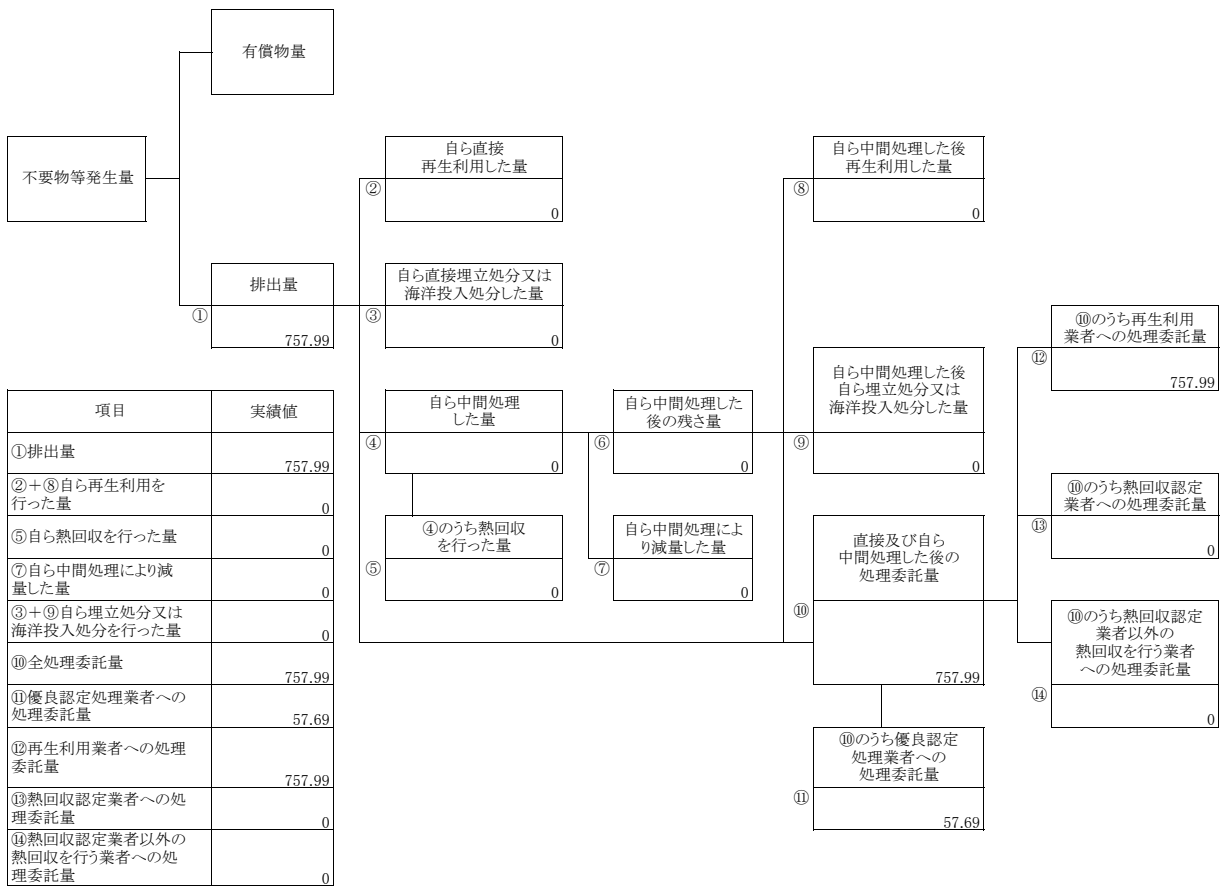 有償物量
不要物等発生量
自ら直接
再生利用した量
②
0
自ら中間処理した後
再生利用した量
⑧
0
排出量
①
757.99
自ら直接埋立処分又は
海洋投入処分した量
③
0
⑩のうち再生利用
業者への処理委託量
⑫
757.99
自ら中間処理
した量
④
0
自ら中間処理した
後の残さ量
⑥
0
自ら中間処理した後
自ら埋立処分又は
海洋投入処分した量
⑨
0
⑩のうち熱回収認定
業者への処理委託量
⑬
0
④のうち熱回収
を行った量
⑤
0
自ら中間処理によ
り減量した量
⑦
0
直接及び自ら
中間処理した後の
処理委託量
⑩
757.99
⑩のうち熱回収認定
業者以外の
熱回収を行う業者
への処理委託量
⑭
0
⑩のうち優良認定
処理業者への
処理委託量
⑪
57.69
項目 実績値
①排出量
757.99
②＋⑧自ら再生利用を
行った量
0
⑤自ら熱回収を行った量
0
⑦自ら中間処理により減
量した量
0
③＋⑨自ら埋立処分又は
海洋投入処分を行った量
0
⑩全処理委託量
757.99
⑪優良認定処理業者への
処理委託量
57.69
⑫再生利用業者への処理
委託量
757.99
⑬熱回収認定業者への処
理委託量
0
⑭熱回収認定業者以外の
熱回収を行う業者への処
理委託量
0